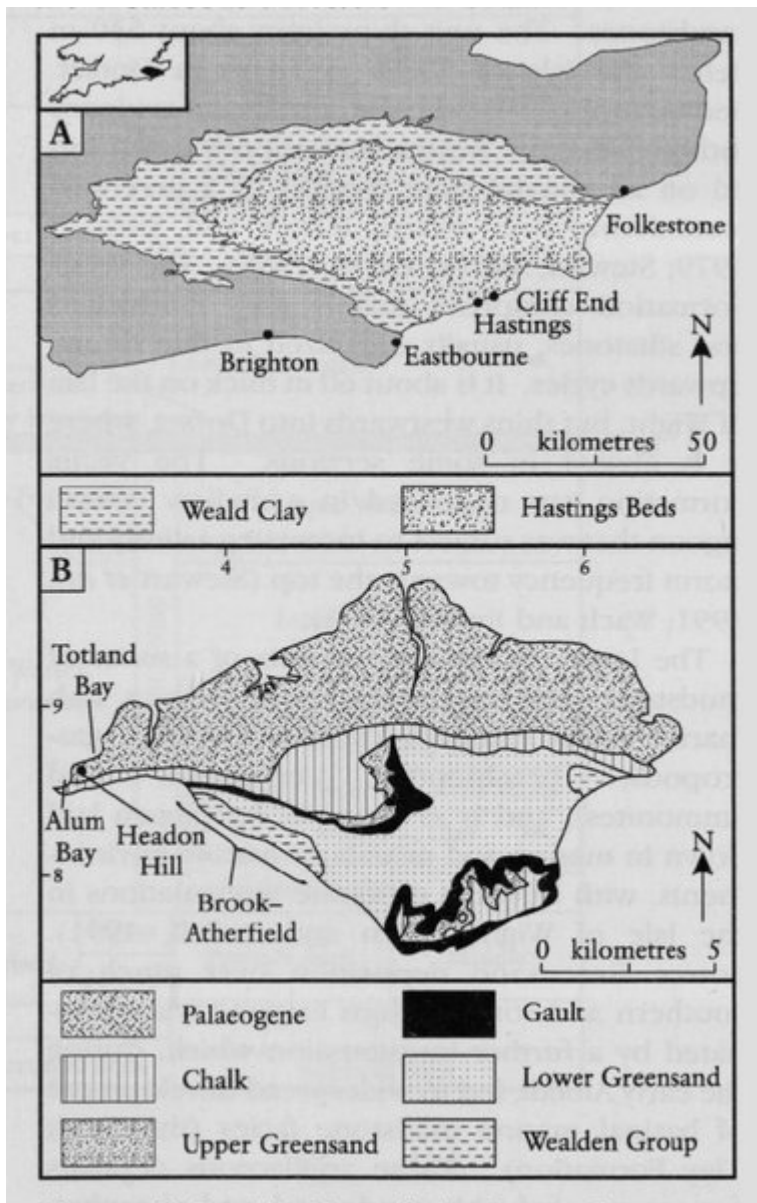 A
Folkestone
Cliff End
Hastings
Brighton
Eastbourne
N
0 kilometres 50
Weald Clay
Hastings Beds
B
4 5 6
Totland
Bay
9
Alum
Bay
Headon
Hill
8
Brook–
Atherfield
N
0 kilometres 5
Palaeogene
Gault
Chalk
Lower Greensand
Upper Greensand
Wealden Group